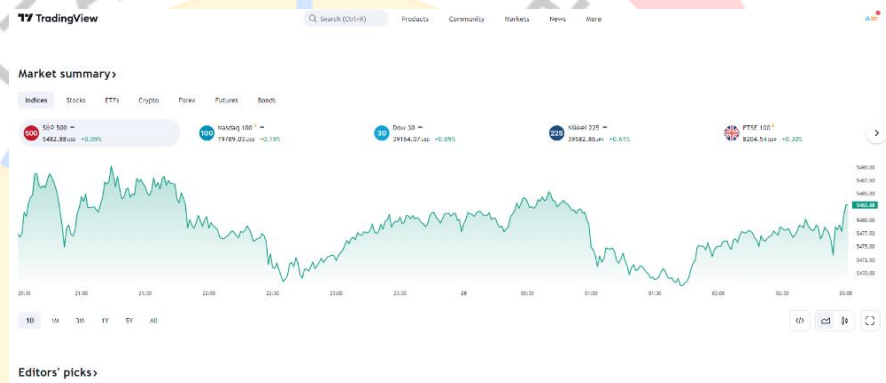 TradingView
Search (Ctrl+K) Products Community Markets News More
Market summary›
Indices Stocks ETFs Crypto Forex Futures Bonds
500 S&P 500
5482.88 USD +0.09%
100 Nasdaq 100
19789.03 USD +0.19%
30 Dow 30
39164.07 USD +0.09%
225 Nikkei 225
39582.86 JPY +0.61%
FTSE 100
8204.54 GBP +0.30%
5490.00
5487.50
5485.00
5482.88
5480.00
5477.50
5475.00
5472.50
5470.00
20:30 21:00 21:30 22:00 22:30 23:00 23:30 28 00:30 01:00 01:30 02:00 02:30 03:00
1D 1M 3M 1Y 5Y All
Editors' picks›